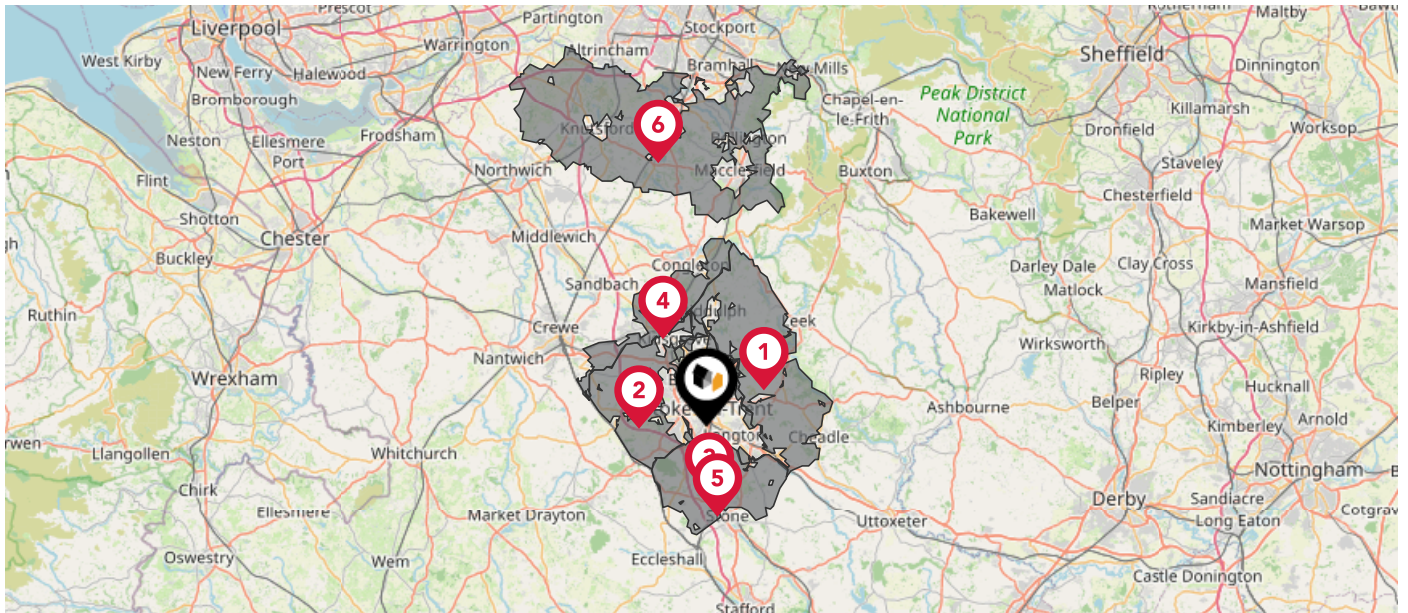 Prescot
Partington
Stockport
Rotherham
Maltby
Liverpool
Warrington
Altrincham
Sheffield
West Kirby
New Ferry
Halewood
Bramhall
New Mills
Dinnington
Bromborough
Chapel-en-
le-Frith
Peak District
National
Park
Killamarsh
Neston
Ellesmere
Port
Frodsham
Knutsford
6
Dronfield
Worksop
Flint
Northwich
Macclesfield
Buxton
Staveley
Chesterfield
Shotton
Chester
Middlewich
Bakewell
Market Warsop
Buckley
Sandbach
Congleton
Darley Dale
Clay Cross
Matlock
Mansfield
4
Ruthin
Crewe
Kirkby-in-Ashfield
Nantwich
1
Wirksworth
Wrexham
2
Ripley
Hucknall
Ashbourne
Belper
Arnold
Kimberley
Cheadle
Llangollen
Whitchurch
Nottingham
5
Chirk
Derby
Sandiacre
Long Eaton
Ellesmere
Market Drayton
Stone
Uttoxeter
Oswestry
Wem
Eccleshall
Castle Donington
Stafford